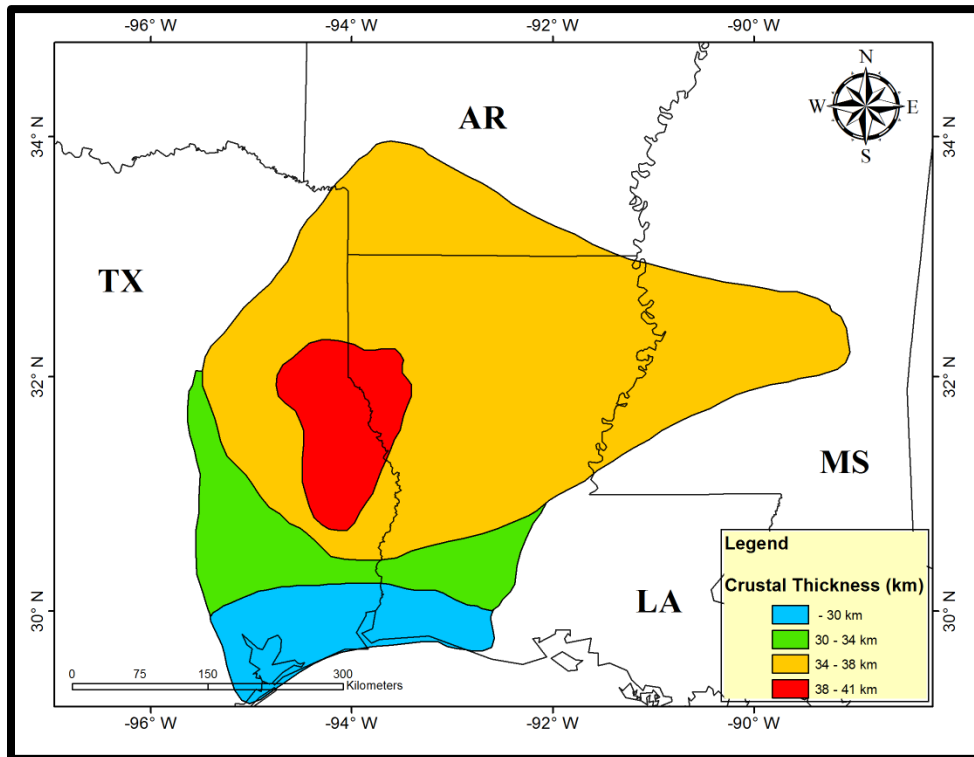 -96° W -94° W -92° W -90° W
N
W E
S
34° N 34° N
AR
TX
32° N 32° N
MS
LA
30° N 30° N
Legend
Crustal Thickness (km)
- 30 km
30 - 34 km
34 - 38 km
38 - 41 km
0 75 150 300
Kilometers
-96° W -94° W -92° W -90° W